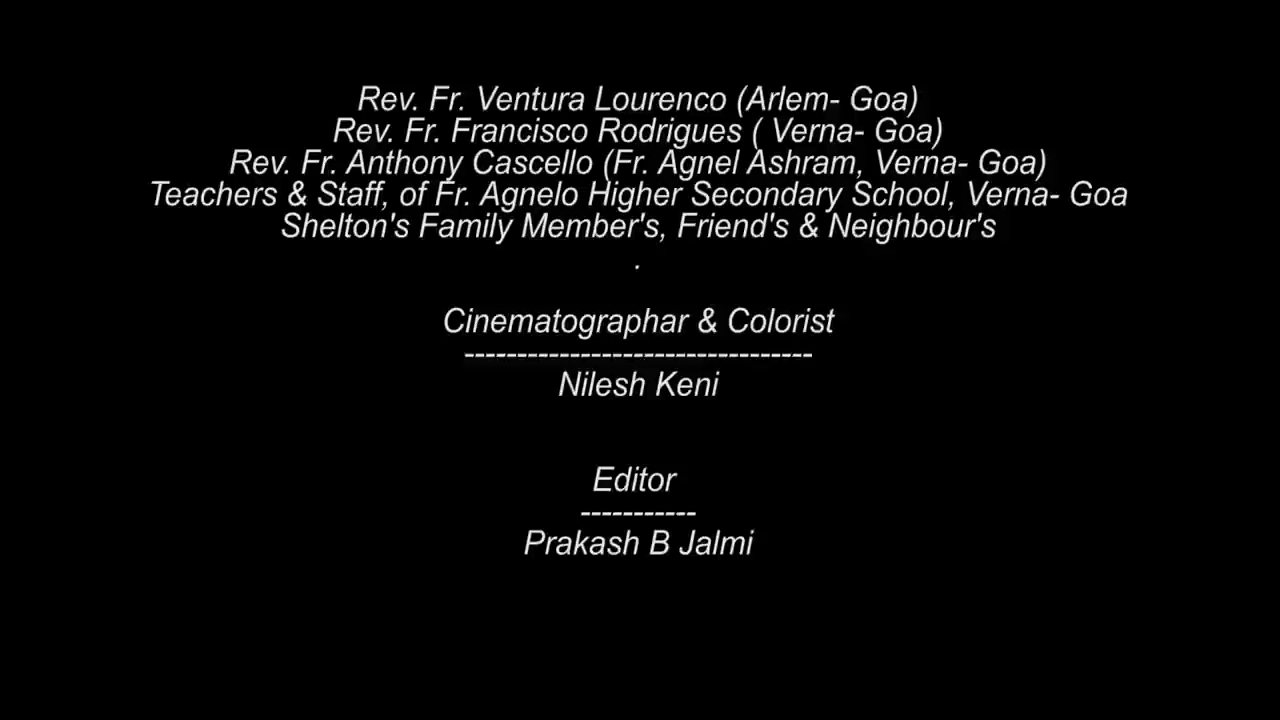 Rev. Fr. Ventura Lourenco (Arlem- Goa)
Rev. Fr. Francisco Rodrigues ( Verna- Goa)
Rev. Fr. Anthony Cascello (Fr. Agnel Ashram, Verna- Goa)
Teachers & Staff, of Fr. Agnelo Higher Secondary School, Verna- Goa
Shelton's Family Member's, Friend's & Neighbour's
.
Cinematographar & Colorist
---------------------------------
Nilesh Keni
Editor
-----------
Prakash B Jalmi